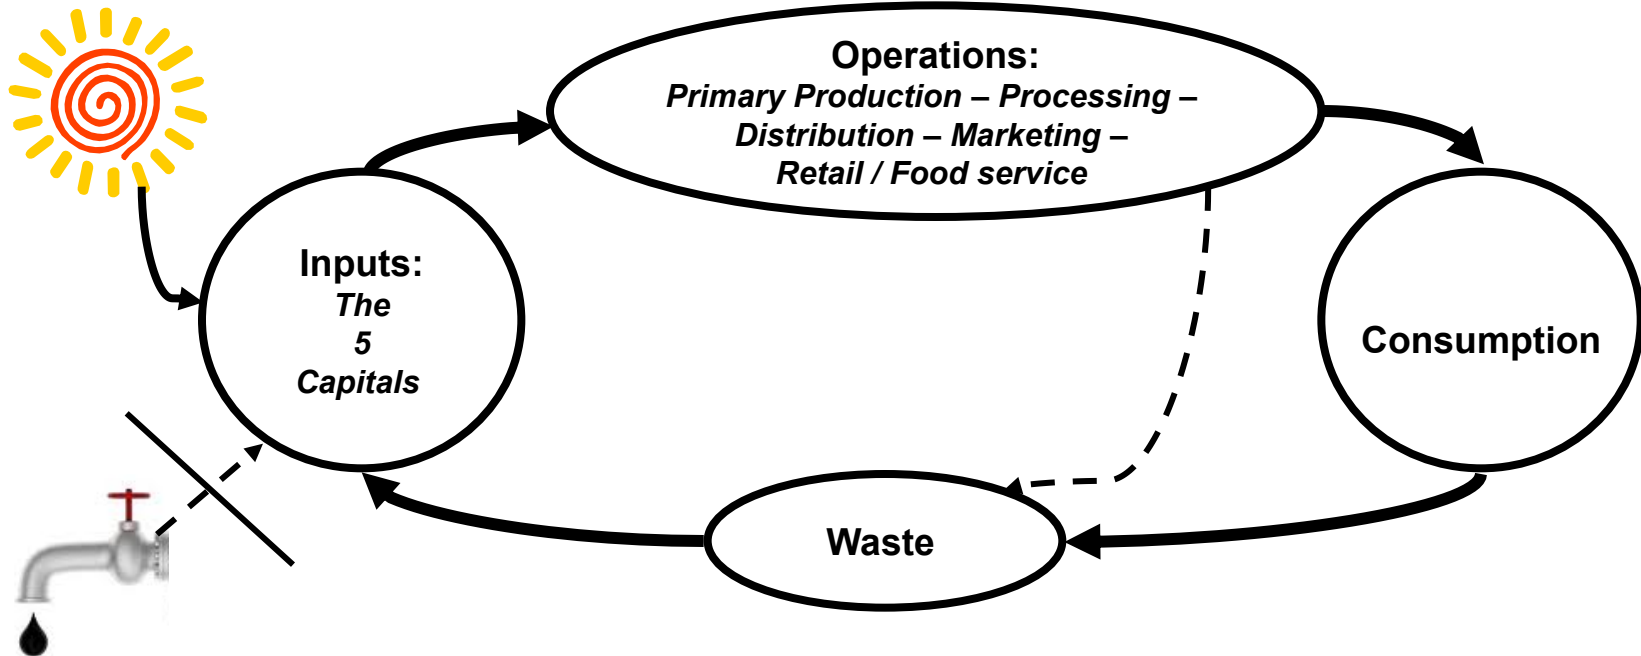 Operations:
Primary Production – Processing –
Distribution – Marketing –
Retail / Food service
Inputs:
The
5
Capitals
Consumption
Waste